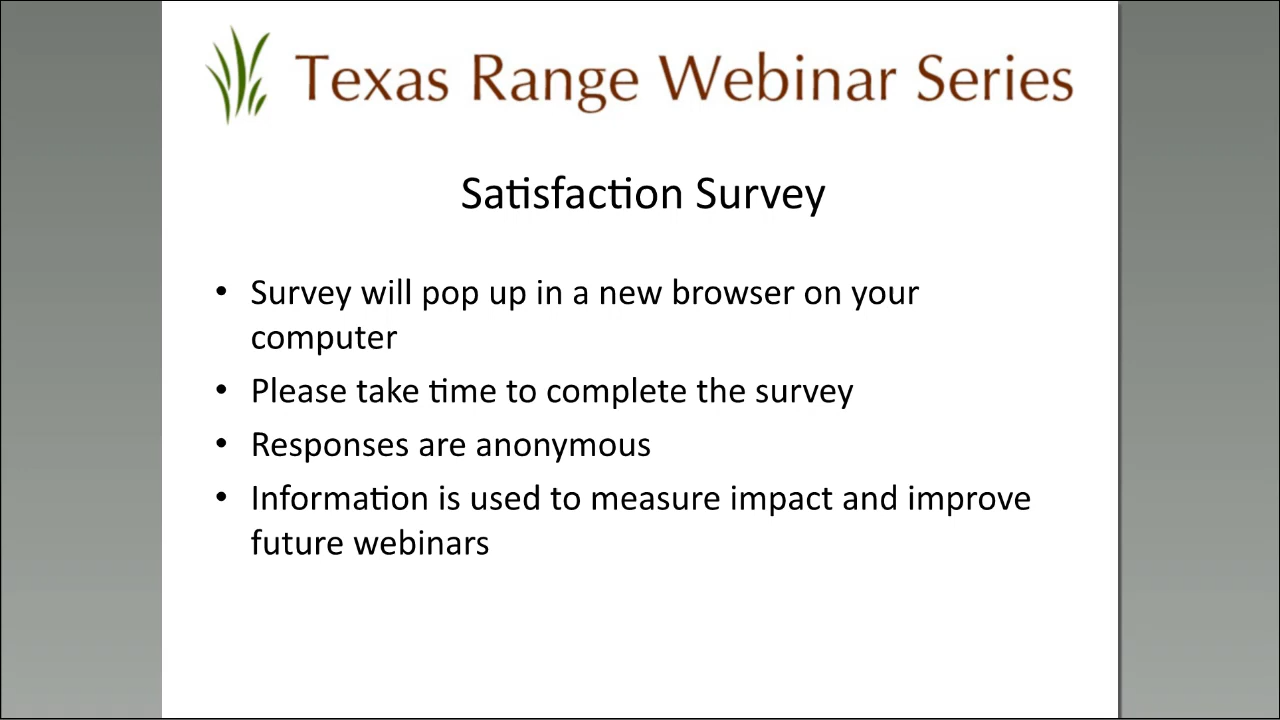 Texas Range Webinar Series
Satisfaction Survey
• Survey will pop up in a new browser on your
computer
• Please take time to complete the survey
• Responses are anonymous
• Information is used to measure impact and improve
future webinars